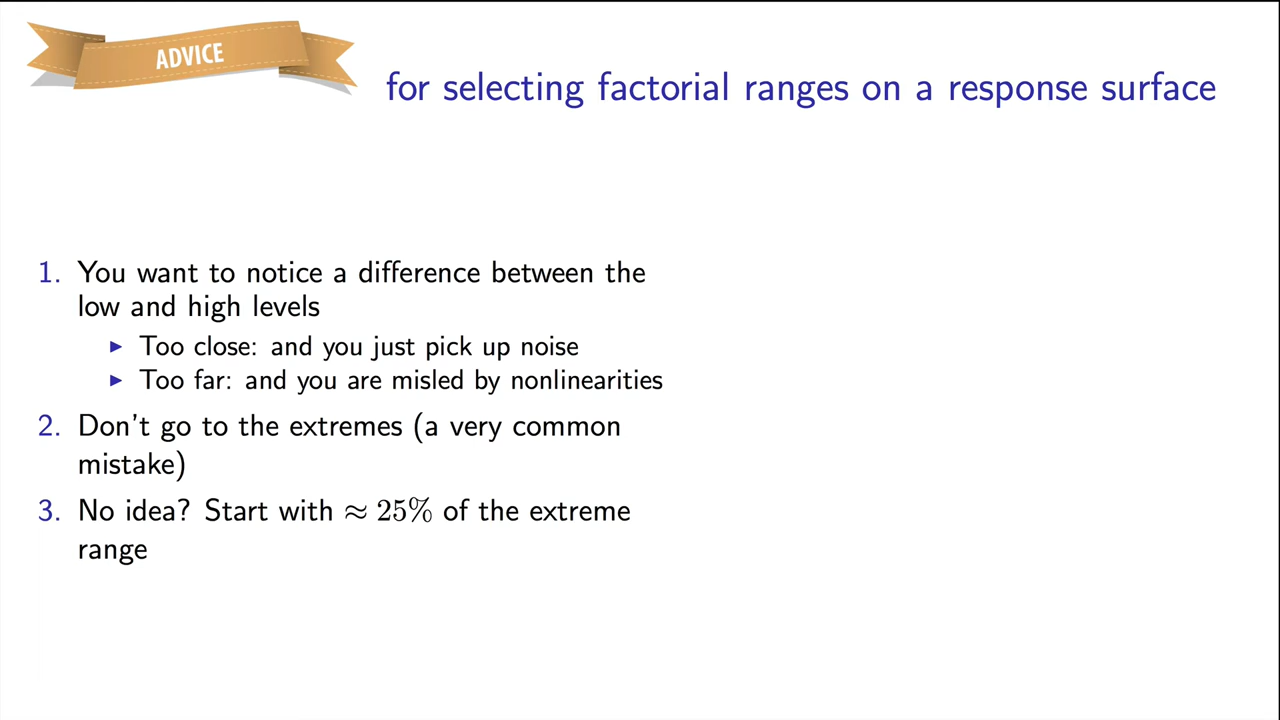 ADVICE
for selecting factorial ranges on a response surface
1. You want to notice a difference between the
low and high levels
▶ Too close: and you just pick up noise
▶ Too far: and you are misled by nonlinearities
2. Don't go to the extremes (a very common
mistake)
3. No idea? Start with ≈ 25% of the extreme
range